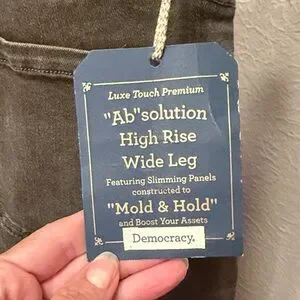 Luxe Touch Premium
"Ab"solution
High Rise
Wide Leg
Featuring Slimming Panels
constructed to
"Mold & Hold"
and Boost Your Assets
Democracy.